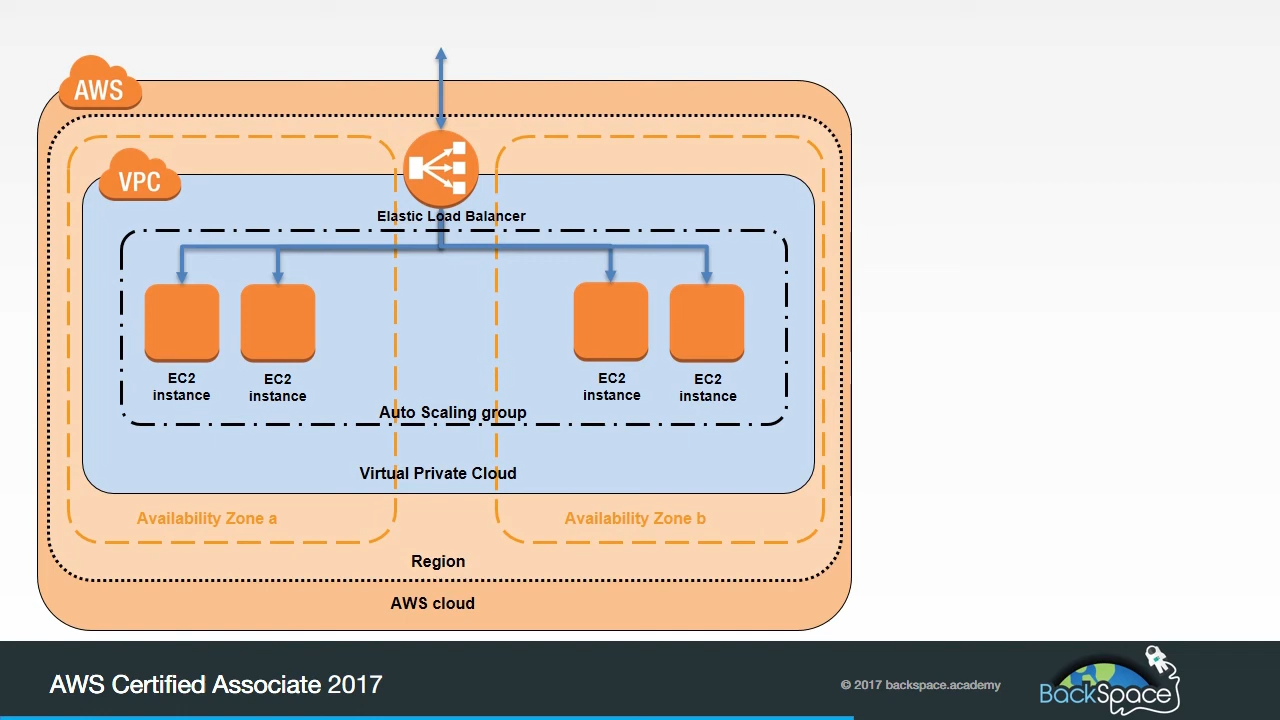 AWS
VPC
Elastic Load Balancer
EC2
instance
EC2
instance
EC2
instance
EC2
instance
Auto Scaling group
Virtual Private Cloud
Availability Zone a
Availability Zone b
Region
AWS cloud
AWS Certified Associate 2017
© 2017 backspace.academy
BackSpace